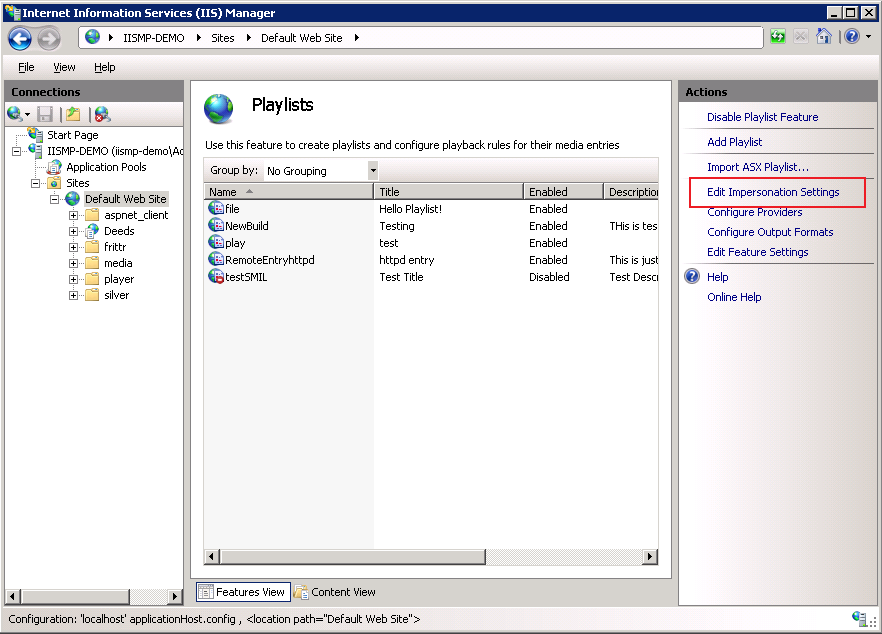 Internet Information Services (IIS) Manager
IISMP-DEMO Sites Default Web Site
File View Help
Connections
Start Page
IISMP-DEMO (iismp-demo\Ad
Application Pools
Sites
Default Web Site
aspnet_client
Deeds
frittr
media
player
silver
Playlists
Use this feature to create playlists and configure playback rules for their media entries
Group by: No Grouping
Name Title Enabled Description
file Hello Playlist! Enabled
NewBuild Testing Enabled THis is tes
play test Enabled
RemoteEntryhttpd httpd entry Enabled This is just
testSMIL Test Title Disabled Test Descr
Features View Content View
Actions
Disable Playlist Feature
Add Playlist
Import ASX Playlist...
Edit Impersonation Settings
Configure Providers
Configure Output Formats
Edit Feature Settings
Help
Online Help
Configuration: 'localhost' applicationHost.config , <location path="Default Web Site">